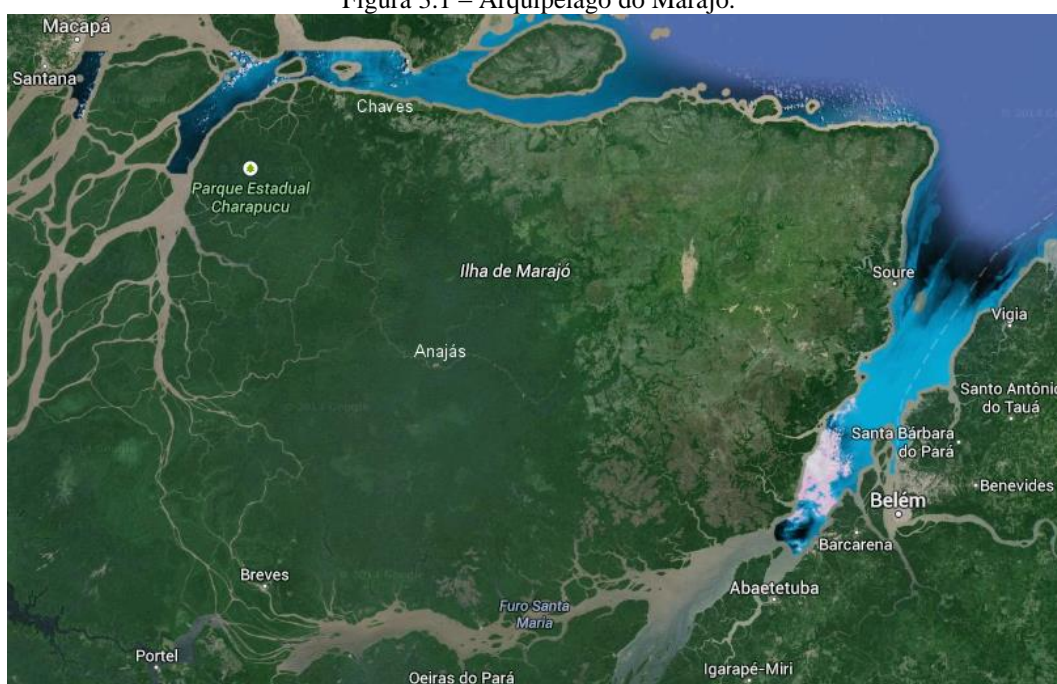 Figura 3.1 – Arquipélago do Marajó.
Macapá
Santana
Chaves
Parque Estadual
Charapucu
Ilha de Marajó
Soure
Vigia
Anajás
Santo Antônio
do Tauá
Santa Bárbara
do Pará
Benevides
Belém
Barcarena
Breves
Abaetetuba
Furo Santa
Maria
Portel
Oeiras do Pará
Igarapé-Miri